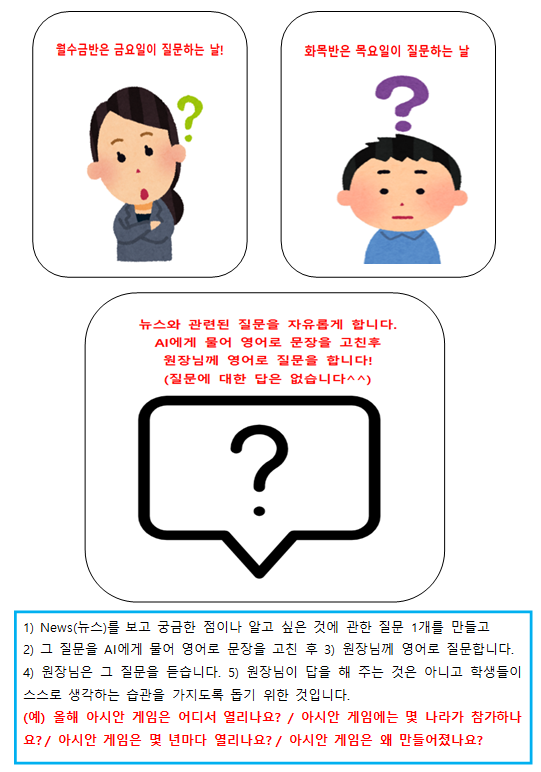 월수금반은 금요일이 질문하는 날!
화목반은 목요일이 질문하는 날
?
?
뉴스와 관련된 질문을 자유롭게 합니다.
AI에게 물어 영어로 문장을 고친후
원장님께 영어로 질문을 합니다!
(질문에 대한 답은 없습니다^^)
?
1) News(뉴스)를 보고 궁금한 점이나 알고 싶은 것에 관한 질문 1개를 만들고
2) 그 질문을 AI에게 물어 영어로 문장을 고친 후 3) 원장님께 영어로 질문합니다.
4) 원장님은 그 질문을 듣습니다. 5) 원장님이 답을 해 주는 것은 아니고 학생들이
스스로 생각하는 습관을 가지도록 돕기 위한 것입니다.
(예) 올해 아시안 게임은 어디서 열리나요? / 아시안 게임에는 몇 나라가 참가하나
요? / 아시안 게임은 몇 년마다 열리나요? / 아시안 게임은 왜 만들어졌나요?